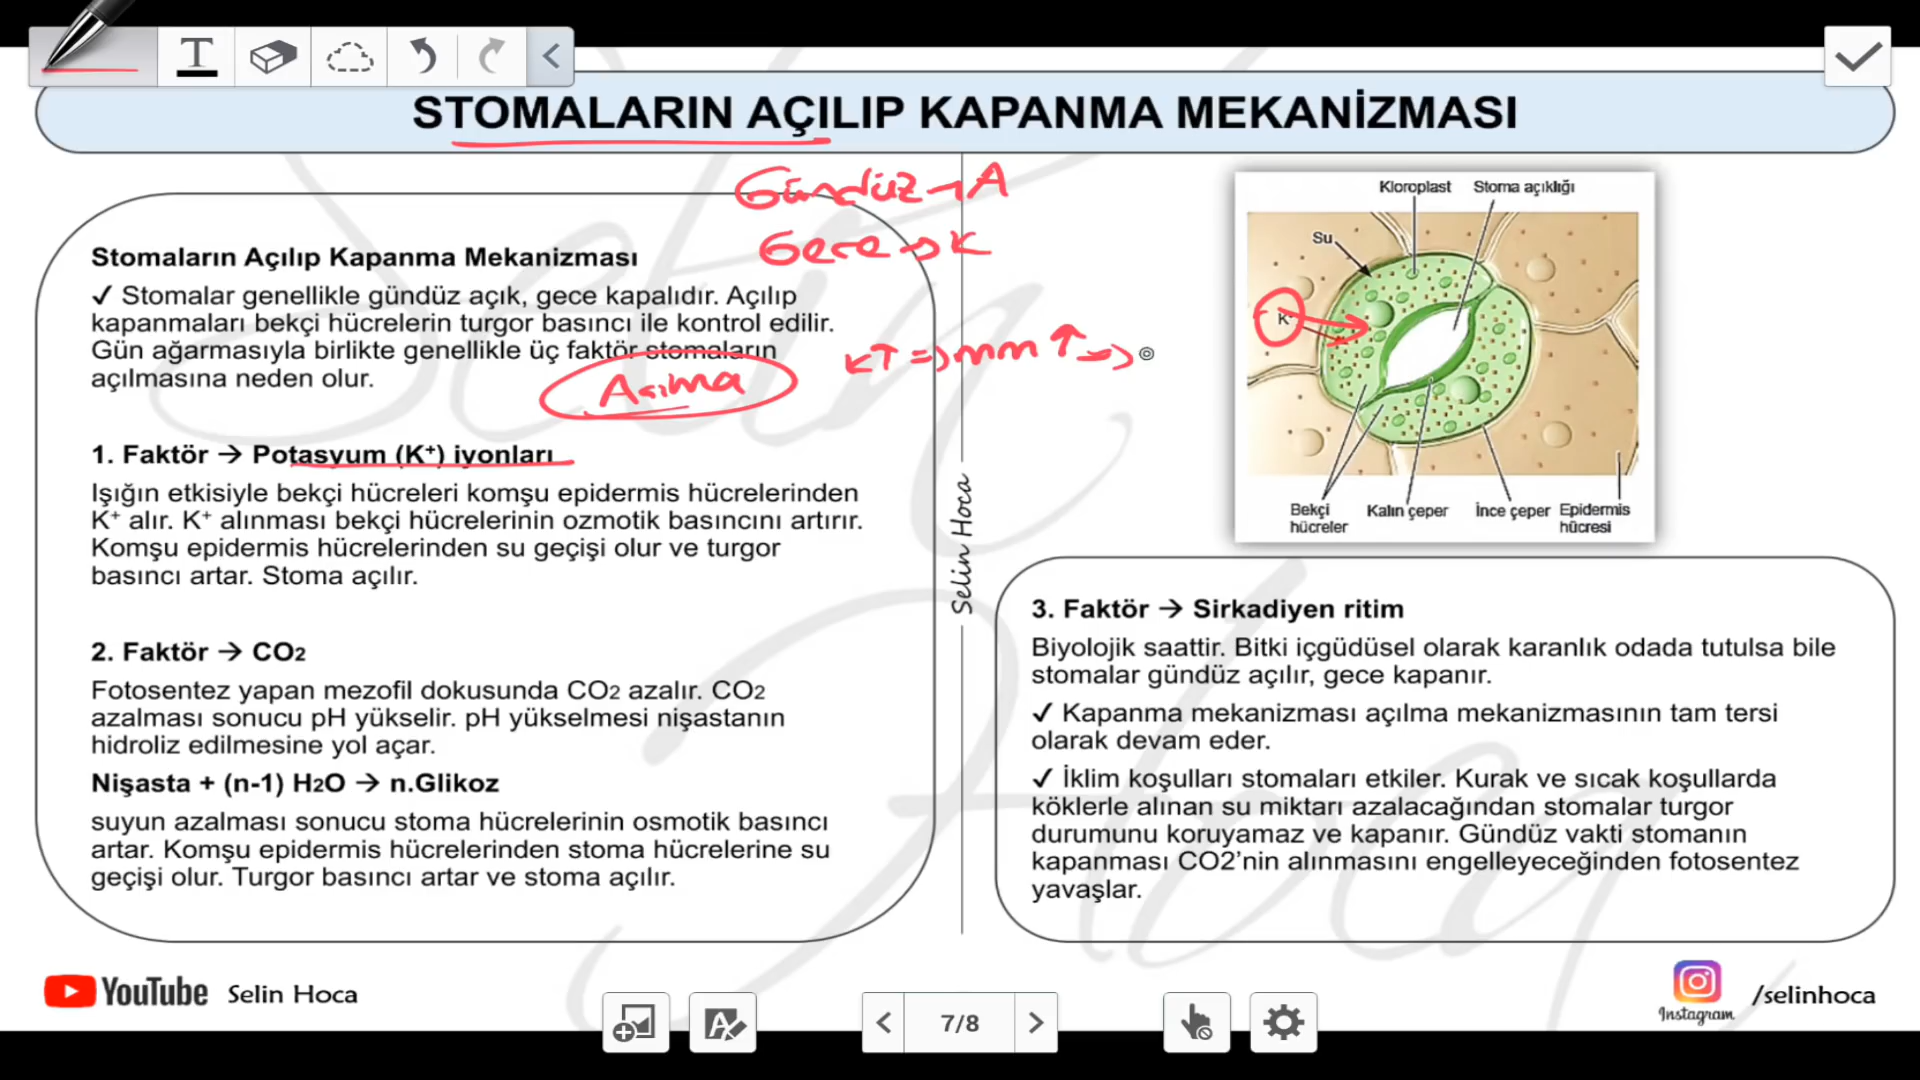 STOMALARIN AÇILIP KAPANMA MEKANİZMASI
Gündüz → A
Gece → K
Stomaların Açılıp Kapanma Mekanizması
✓ Stomalar genellikle gündüz açık, gece kapalıdır. Açılıp
kapanmaları bekçi hücrelerin turgor basıncı ile kontrol edilir.
Gün ağarmasıyla birlikte genellikle üç faktör stomaların
açılmasına neden olur.
Açıma
K↑ => mm ↑ →
1. Faktör → Potasyum (K⁺) iyonları
Işığın etkisiyle bekçi hücreleri komşu epidermis hücrelerinden
K⁺ alır. K⁺ alınması bekçi hücrelerinin ozmotik basıncını artırır.
Komşu epidermis hücrelerinden su geçişi olur ve turgor
basıncı artar. Stoma açılır.
2. Faktör → CO2
Fotosentez yapan mezofil dokusunda CO2 azalır. CO2
azalması sonucu pH yükselir. pH yükselmesi nişastanın
hidroliz edilmesine yol açar.
Nişasta + (n-1) H2O → n.Glikoz
suyun azalması sonucu stoma hücrelerinin osmotik basıncı
artar. Komşu epidermis hücrelerinden stoma hücrelerine su
geçişi olur. Turgor basıncı artar ve stoma açılır.
Selin Hoca
Kloroplast Stoma açıklığı
Su
K⁺
Bekçi hücreler
Kalın çeper
İnce çeper
Epidermis hücresi
3. Faktör → Sirkadiyen ritim
Biyolojik saattir. Bitki içgüdüsel olarak karanlık odada tutulsa bile
stomalar gündüz açılır, gece kapanır.
✓ Kapanma mekanizması açılma mekanizmasının tam tersi
olarak devam eder.
✓ İklim koşulları stomaları etkiler. Kurak ve sıcak koşullarda
köklerle alınan su miktarı azalacağından stomalar turgor
durumunu koruyamaz ve kapanır. Gündüz vakti stomanın
kapanması CO2'nin alınmasını engelleyeceğinden fotosentez
yavaşlar.
YouTube Selin Hoca
7/8
Instagram
/selinhoca
Selin Hoca